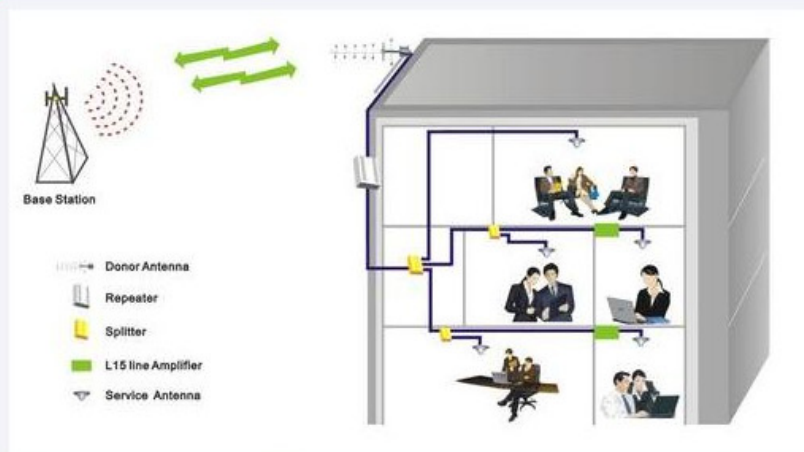 Base Station
Donor Antenna
Repeater
Splitter
L15 line Amplifier
Service Antenna